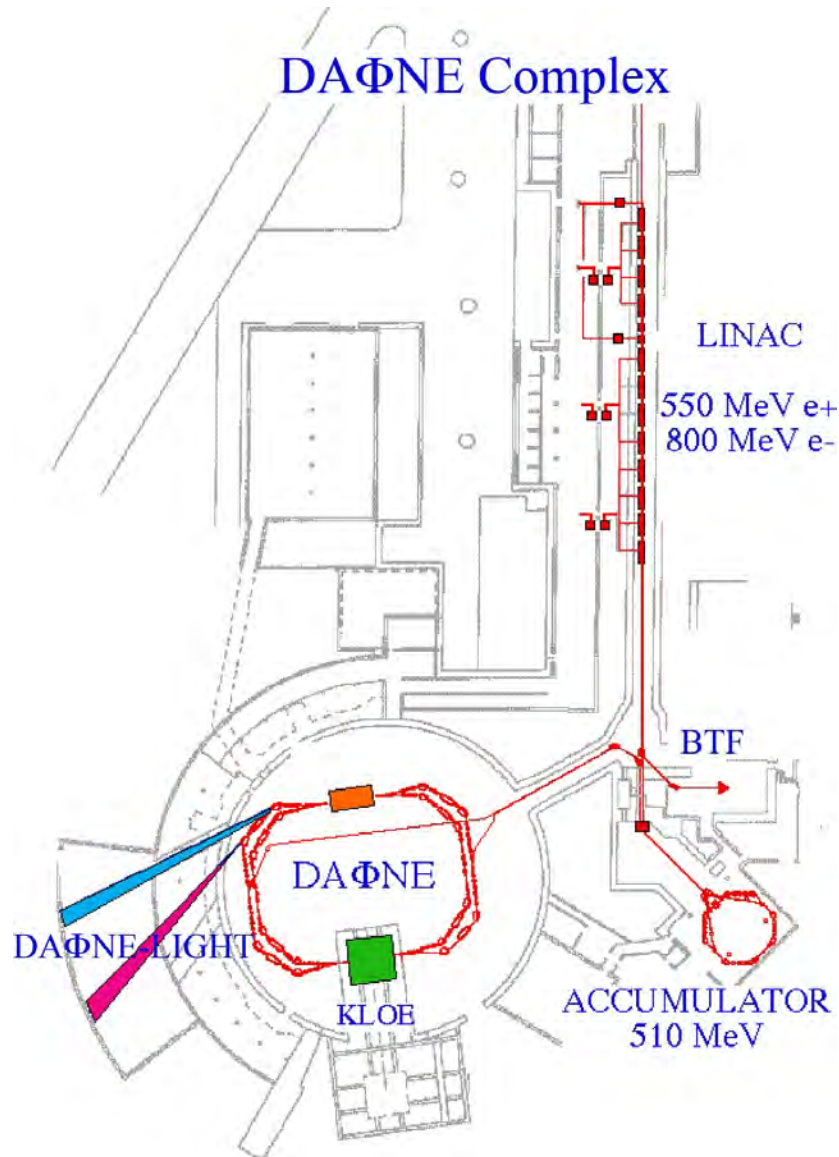 DAΦNE Complex
LINAC
550 MeV e+
800 MeV e-
BTF
DAΦNE
DAΦNE-LIGHT
KLOE
ACCUMULATOR
510 MeV